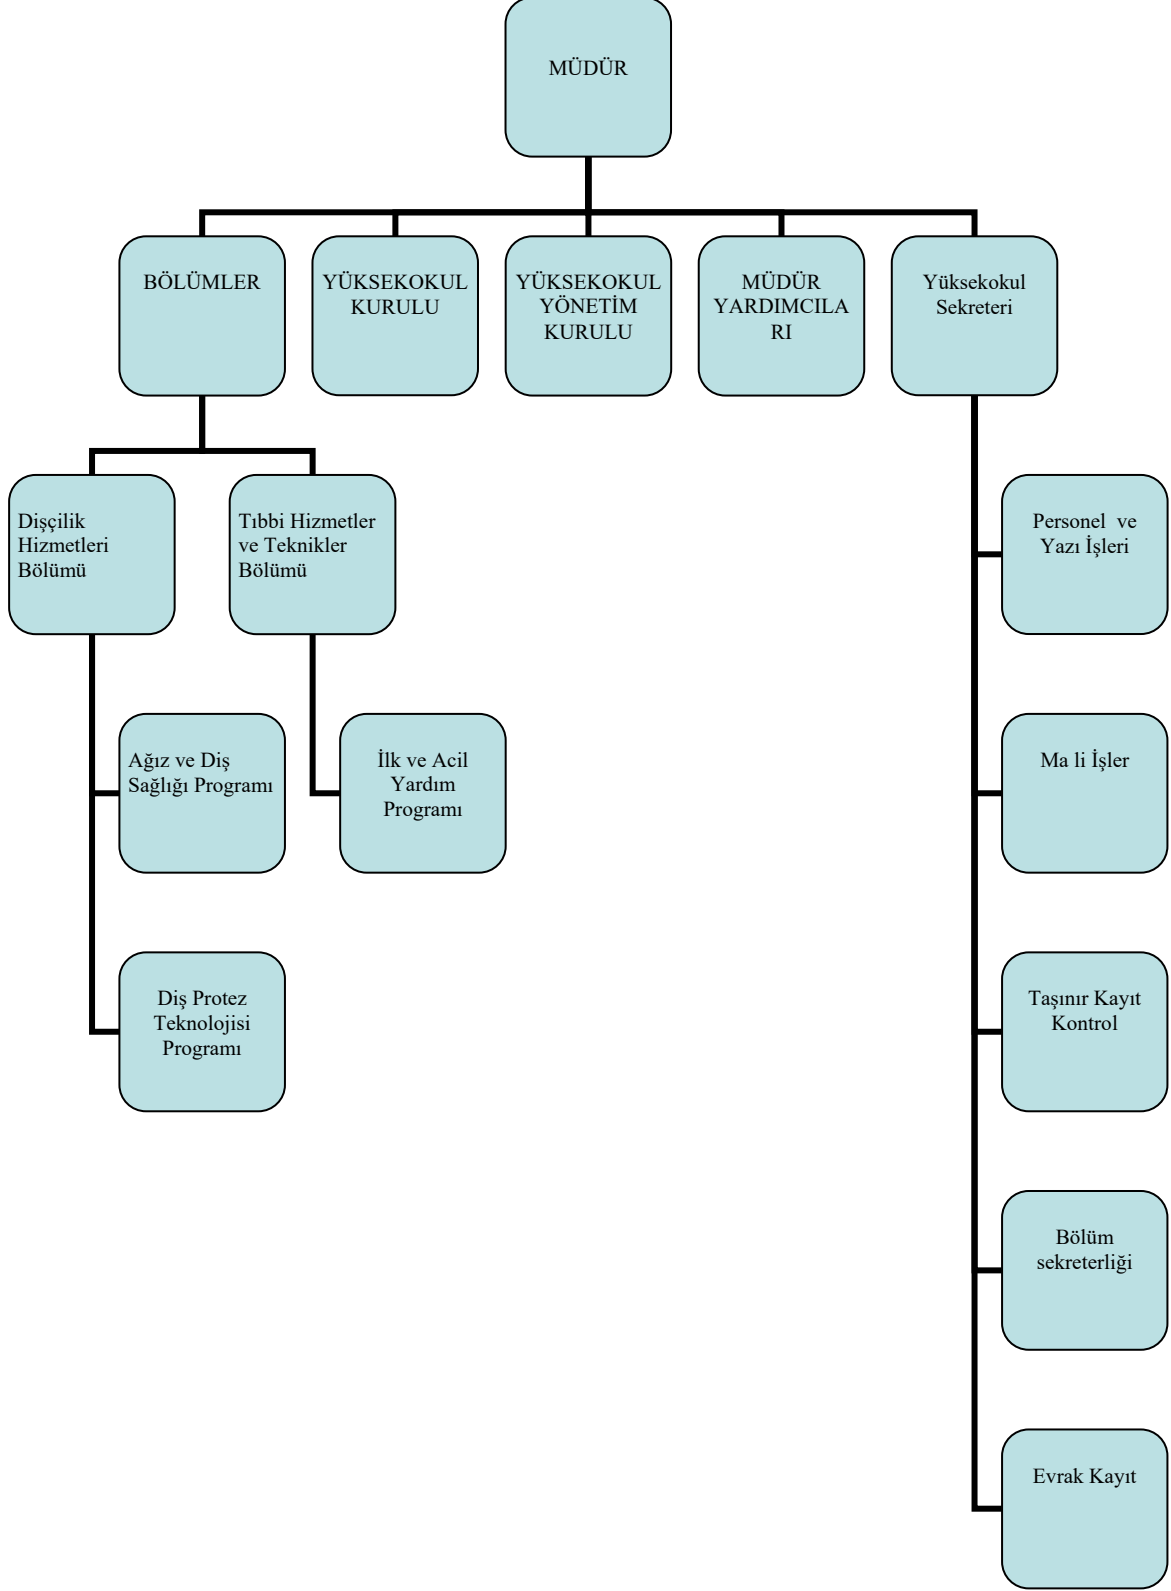 MÜDÜR
BÖLÜMLER
YÜKSEKOKUL
KURULU
YÜKSEKOKUL
YÖNETİM
KURULU
MÜDÜR
YARDIMCILA
RI
Yüksekokul
Sekreteri
Dişçilik
Hizmetleri
Bölümü
Tıbbi Hizmetler
ve Teknikler
Bölümü
Personel  ve
Yazı İşleri
Ağız ve Diş
Sağlığı Programı
İlk ve Acil
Yardım
Programı
Ma li İşler
Diş Protez
Teknolojisi
Programı
Taşınır Kayıt
Kontrol
Bölüm
sekreterliği
Evrak Kayıt